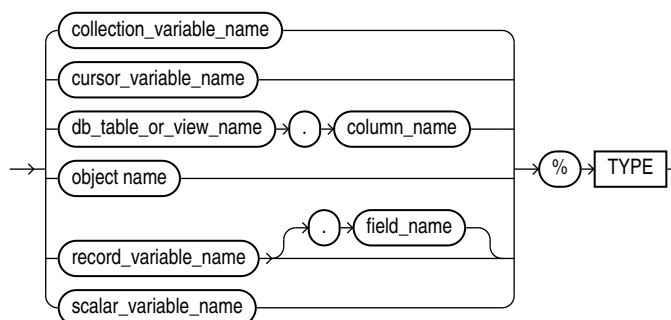 collection_variable_name
cursor_variable_name
db_table_or_view_name . column_name
object name
% TYPE
record_variable_name . field_name
scalar_variable_name